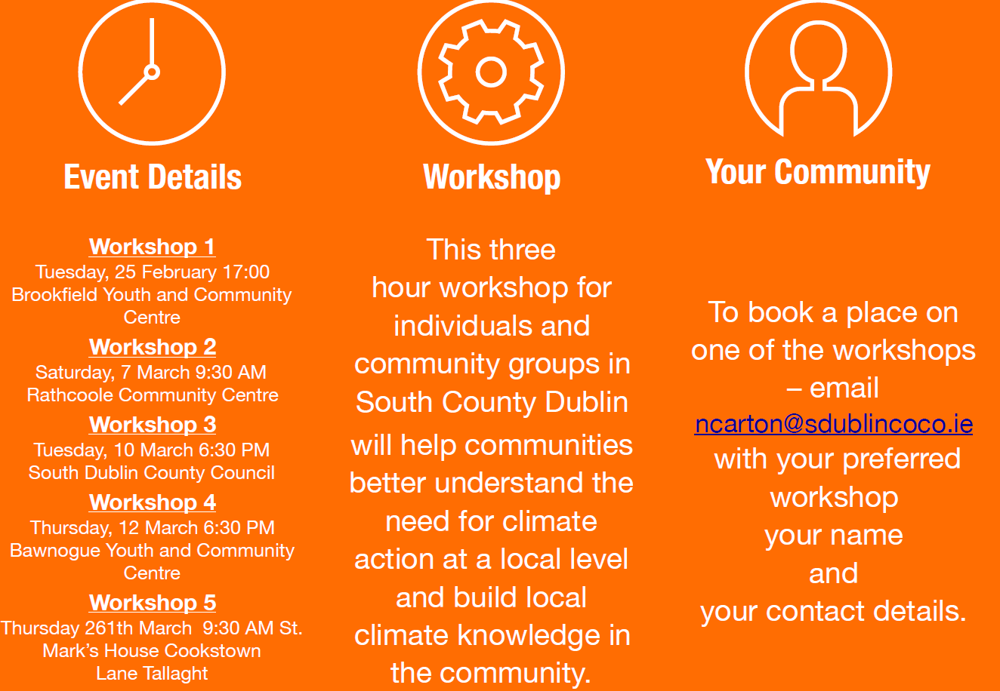 Event Details
Workshop 1
Tuesday, 25 February 17:00
Brookfield Youth and Community
Centre
Workshop 2
Saturday, 7 March 9:30 AM
Rathcoole Community Centre
Workshop 3
Tuesday, 10 March 6:30 PM
South Dublin County Council
Workshop 4
Thursday, 12 March 6:30 PM
Bawnogue Youth and Community
Centre
Workshop 5
Thursday 261th March  9:30 AM St.
Mark’s House Cookstown
Lane Tallaght
Workshop
This three
hour workshop for
individuals and
community groups in
South County Dublin
will help communities
better understand the
need for climate
action at a local level
and build local
climate knowledge in
the community.
Your Community
To book a place on
one of the workshops
– email
ncarton@sdublincoco.ie
with your preferred
workshop
your name
and
your contact details.